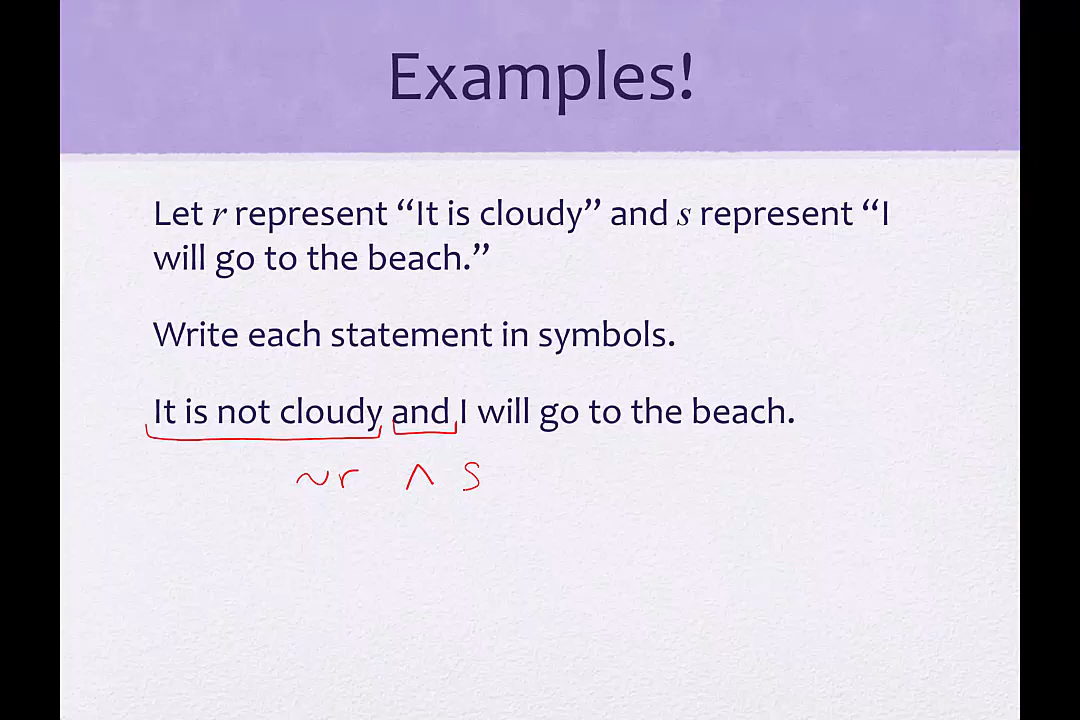 Examples!
Let r represent “It is cloudy” and s represent “I
will go to the beach.”
Write each statement in symbols.
It is not cloudy and I will go to the beach.
~r ∧ s